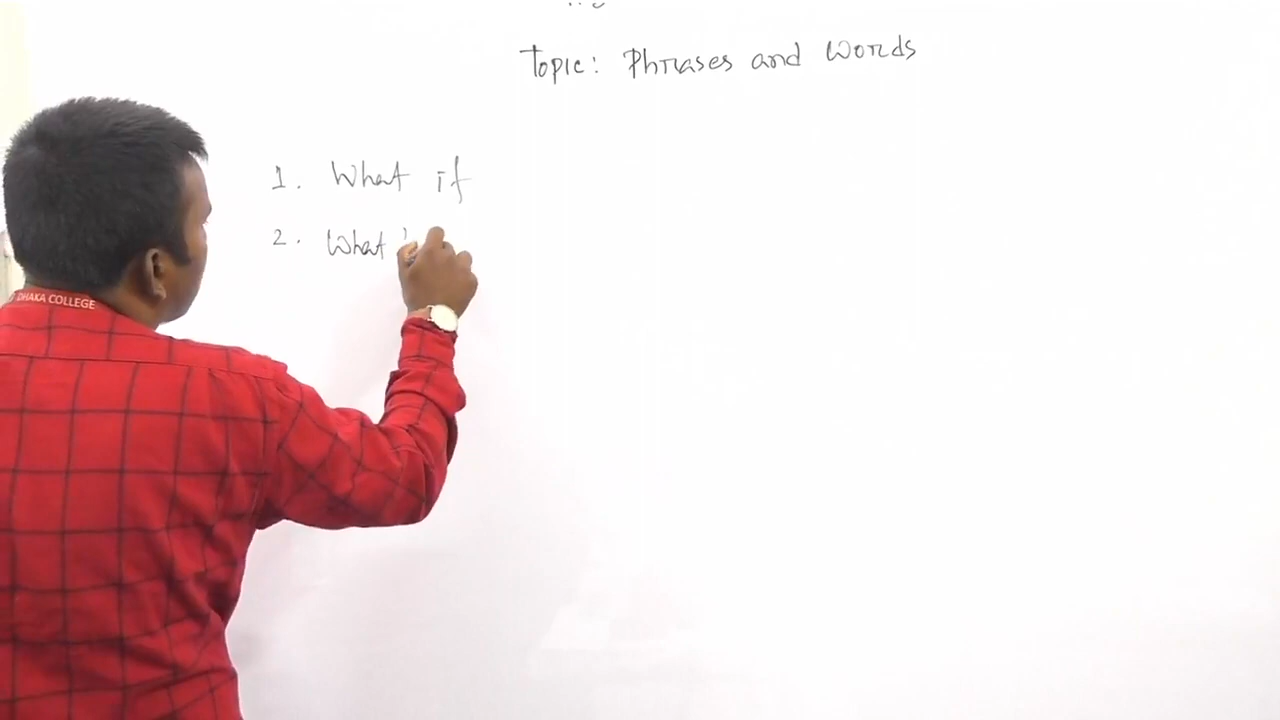 Topic: Phrases and Words
1. What if
2. What
DHAKA COLLEGE